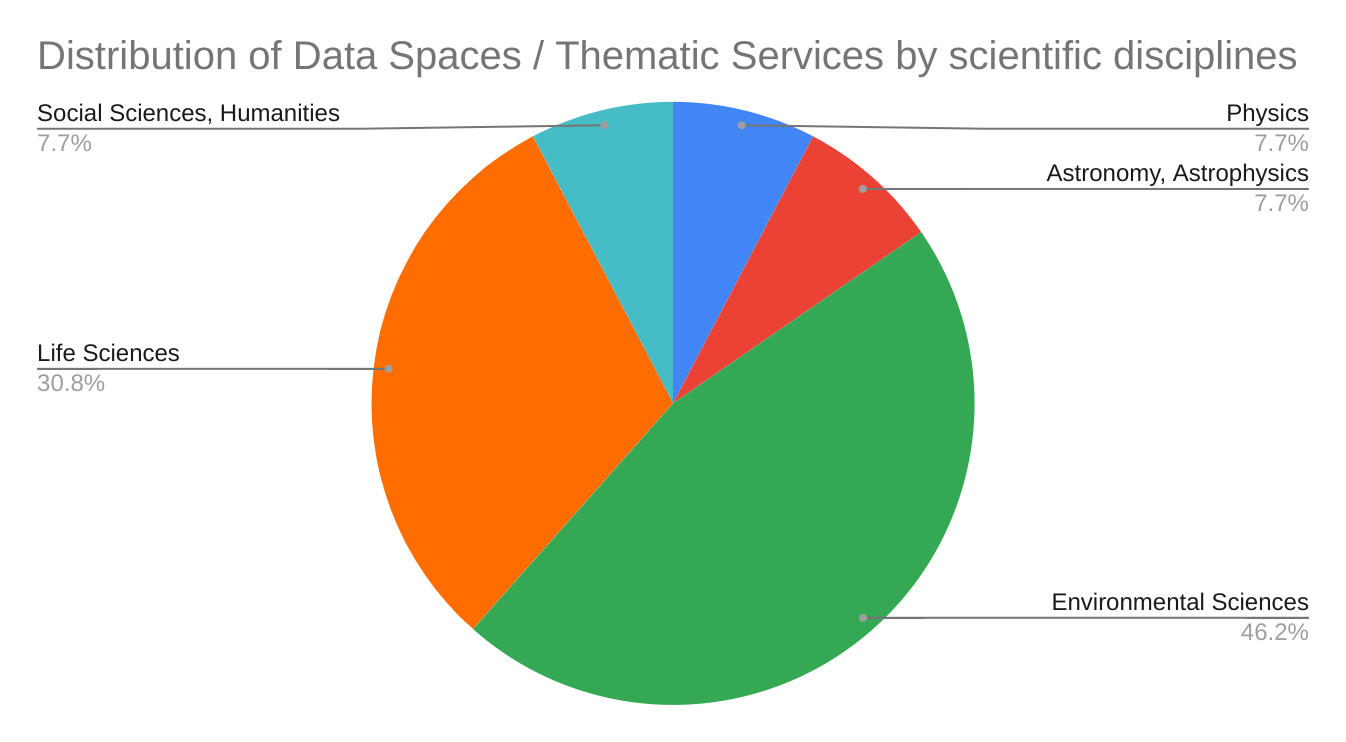 Distribution of Data Spaces / Thematic Services by scientific disciplines
Social Sciences, Humanities
7.7%
Physics
7.7%
Astronomy, Astrophysics
7.7%
Life Sciences
30.8%
Environmental Sciences
46.2%